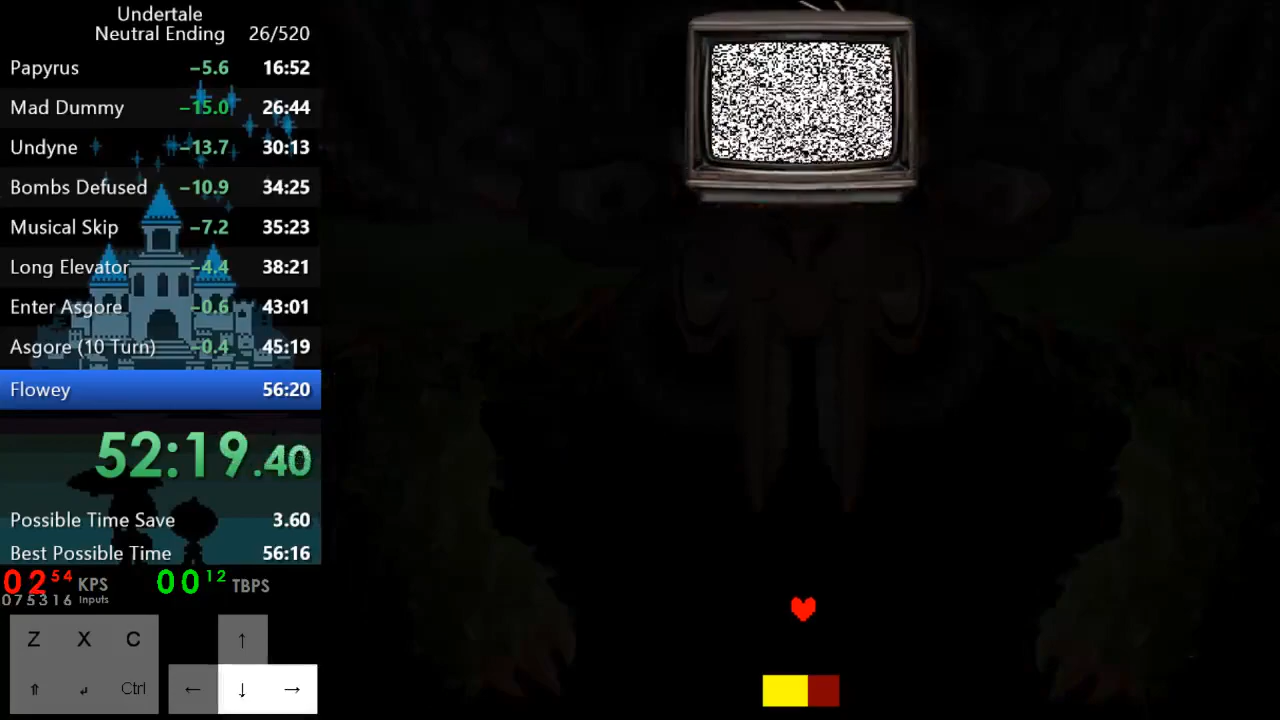 Undertale
Neutral Ending 26/520
Papyrus −5.6 16:52
Mad Dummy −15.0 26:44
Undyne −13.7 30:13
Bombs Defused −10.9 34:25
Musical Skip −7.2 35:23
Long Elevator −4.4 38:21
Enter Asgore −0.6 43:01
Asgore (10 Turn) −0.4 45:19
Flowey 56:20
52:19.40
Possible Time Save 3.60
Best Possible Time 56:16
02 54 KPS 00 12 TBPS
075316 Inputs
Z X C ↑
⇧ ↲ Ctrl ← ↓ →